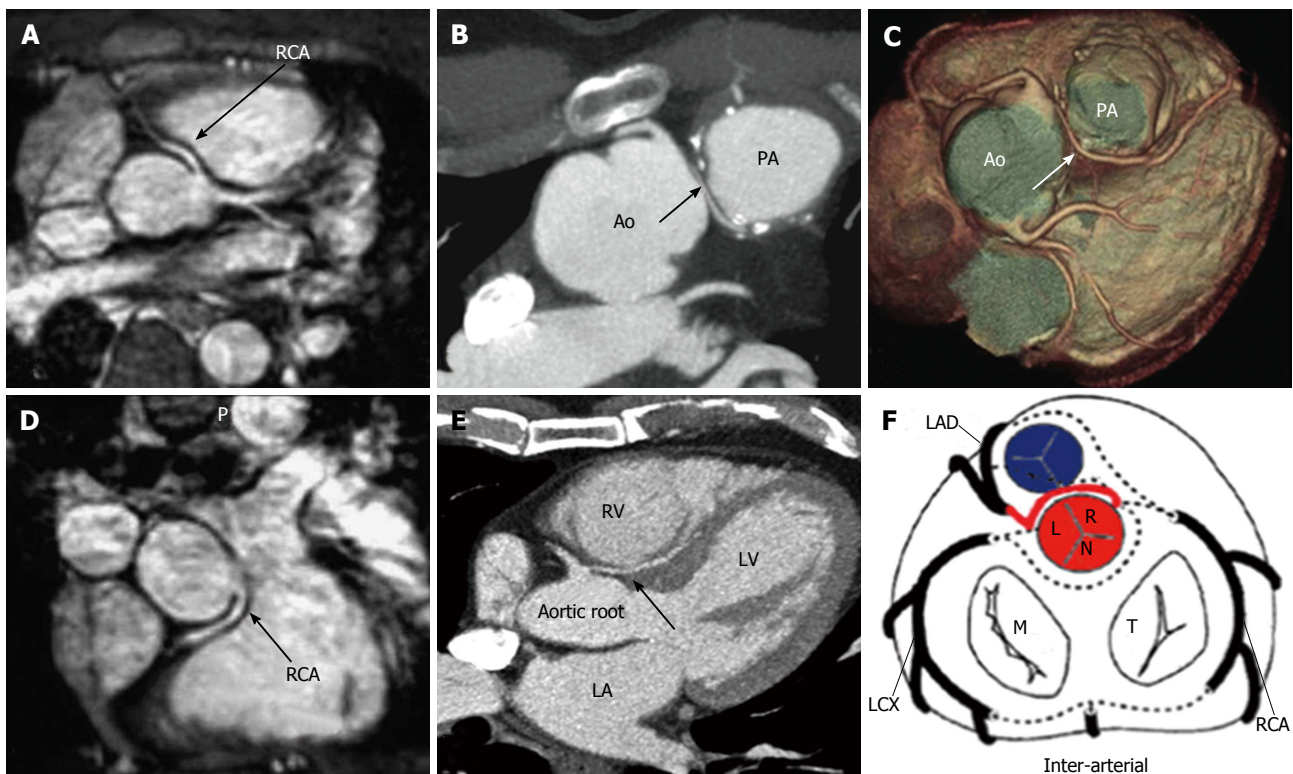 A
RCA
B
PA
Ao
C
PA
Ao
D
P
RCA
E
RV
LV
Aortic root
LA
F
LAD
R
L
N
M
T
LCX
RCA
Inter-arterial